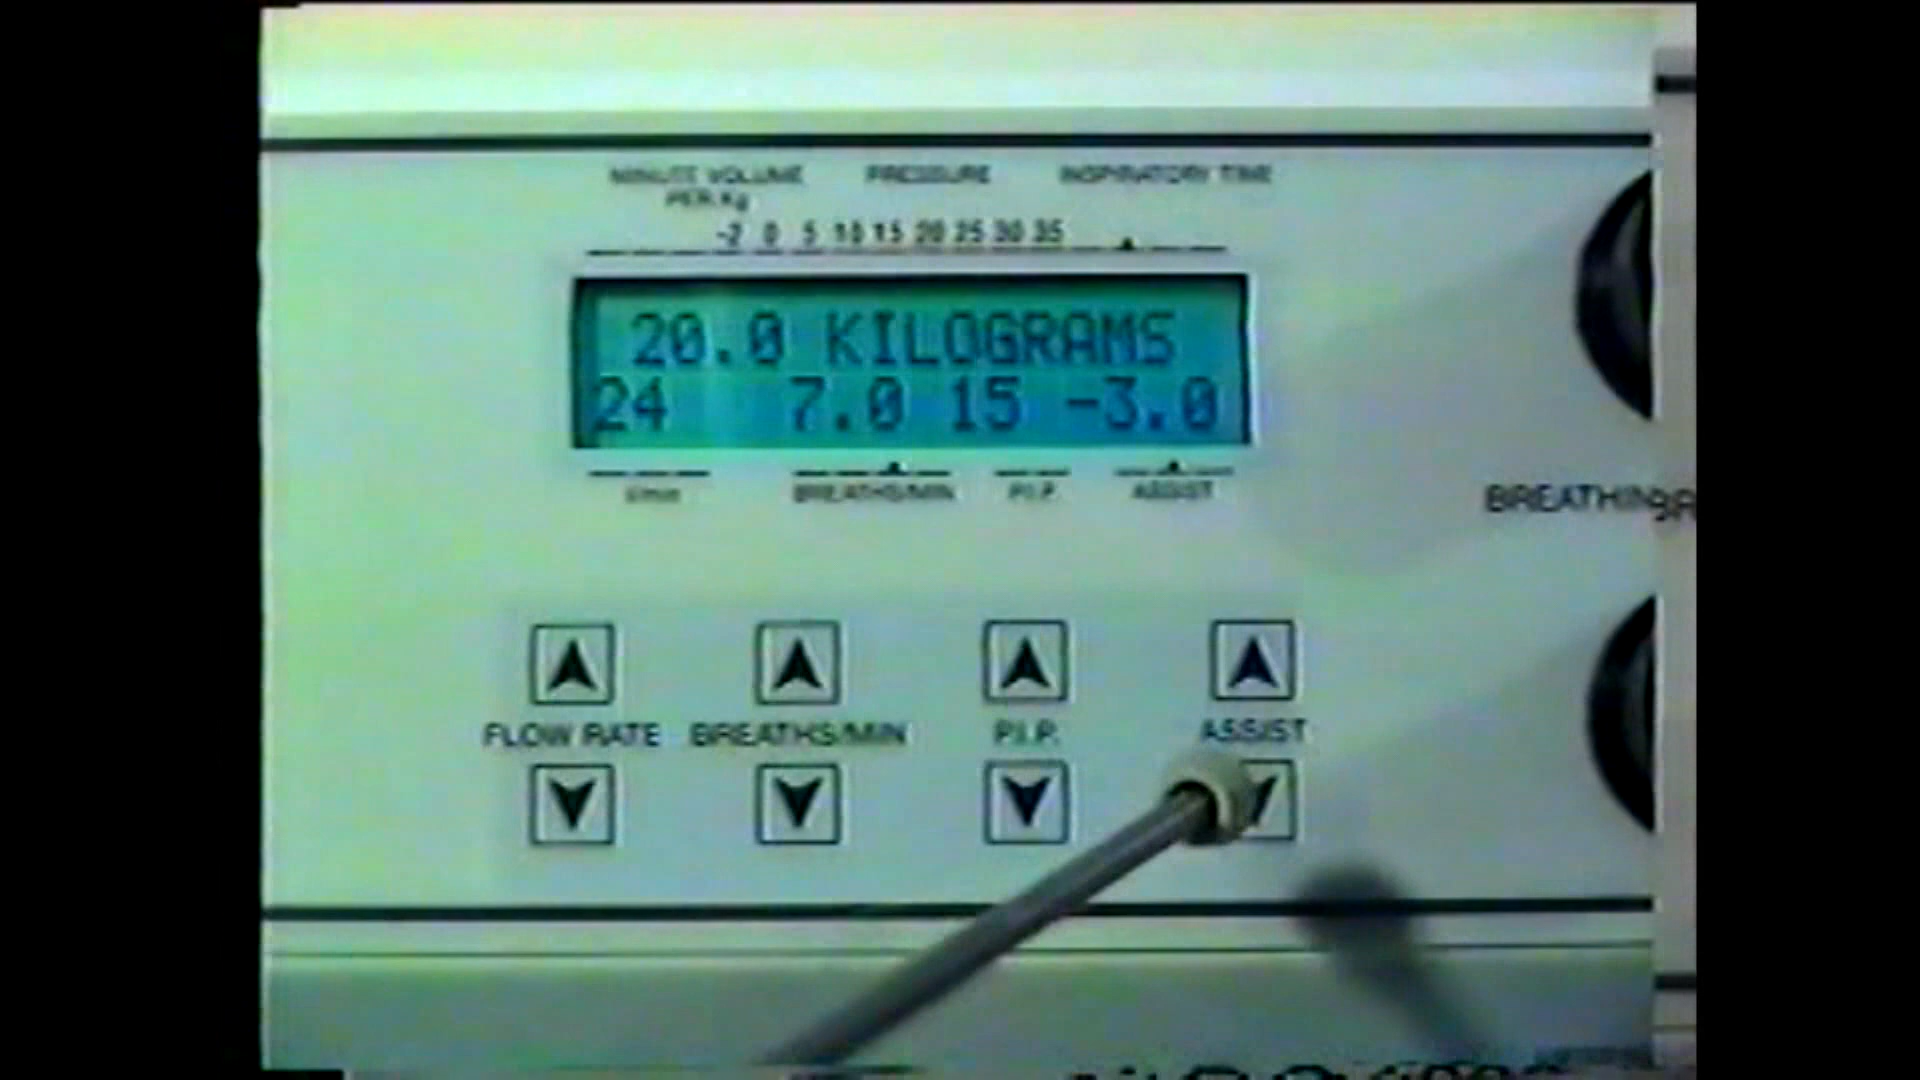 MINUTE VOLUME PRESSURE INSPIRATORY TIME
PER Kg
-2 0 5 10 15 20 25 30 35
20.0 KILOGRAMS
24 7.0 15 -3.0
l/min BREATHS/MIN P.I.P. ASSIST
FLOW RATE BREATHS/MIN P.I.P. ASSIST